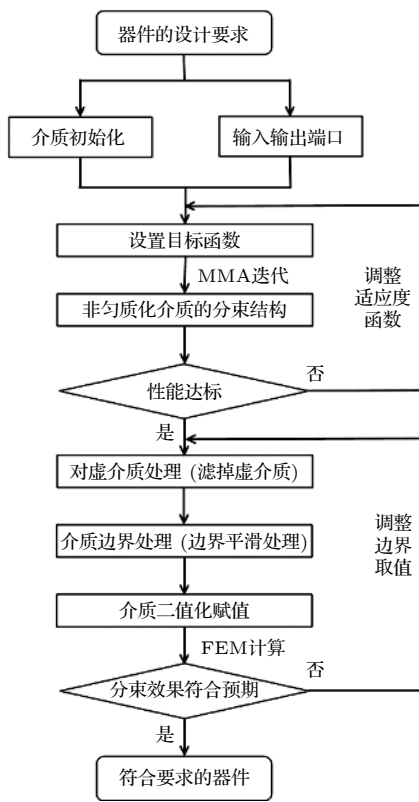 器件的设计要求
介质初始化
输入输出端口
设置目标函数
MMA迭代
非匀质化介质的分束结构
调整
适应度
函数
性能达标
否
是
对虚介质处理 (滤掉虚介质)
介质边界处理 (边界平滑处理)
调整
边界
取值
介质二值化赋值
FEM计算
分束效果符合预期
否
是
符合要求的器件